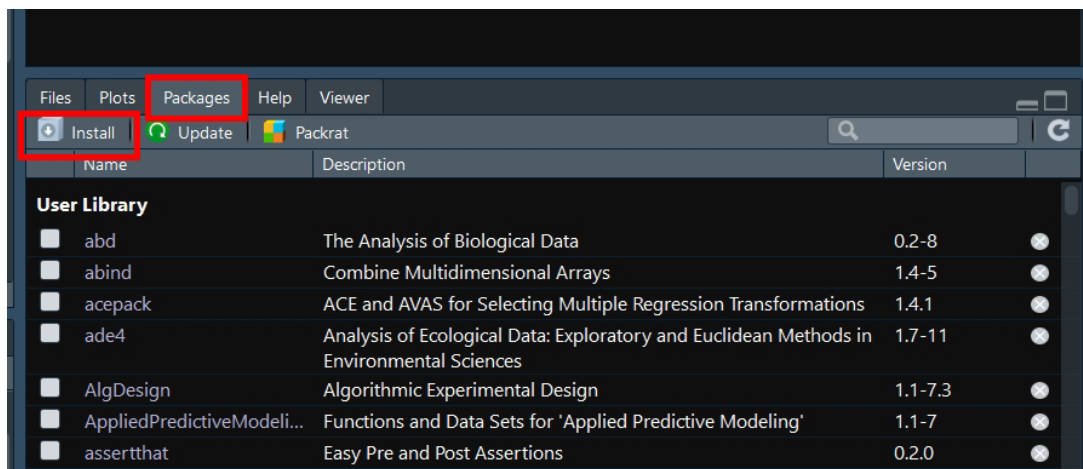 Files Plots Packages Help Viewer
Install Update Packrat
Name Description Version
User Library
abd The Analysis of Biological Data 0.2-8
abind Combine Multidimensional Arrays 1.4-5
acepack ACE and AVAS for Selecting Multiple Regression Transformations 1.4.1
ade4 Analysis of Ecological Data: Exploratory and Euclidean Methods in 1.7-11
Environmental Sciences
AlgDesign Algorithmic Experimental Design 1.1-7.3
AppliedPredictiveModeli... Functions and Data Sets for 'Applied Predictive Modeling' 1.1-7
assertthat Easy Pre and Post Assertions 0.2.0